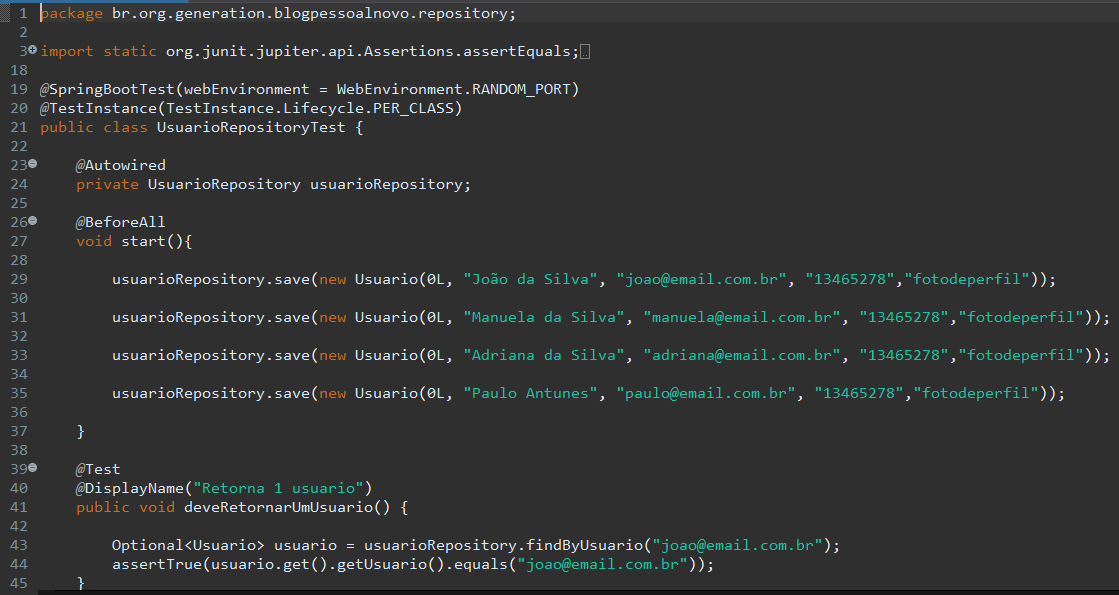 1 package br.org.generation.blogpessoalnovo.repository;
2
3 import static org.junit.jupiter.api.Assertions.assertEquals;
18
19 @SpringBootTest(webEnvironment = WebEnvironment.RANDOM_PORT)
20 @TestInstance(TestInstance.Lifecycle.PER_CLASS)
21 public class UsuarioRepositoryTest {
22
23 @Autowired
24 private UsuarioRepository usuarioRepository;
25
26 @BeforeAll
27 void start(){
28
29 usuarioRepository.save(new Usuario(0L, "João da Silva", "joao@email.com.br", "13465278","fotodeperfil"));
30
31 usuarioRepository.save(new Usuario(0L, "Manuela da Silva", "manuela@email.com.br", "13465278","fotodeperfil"));
32
33 usuarioRepository.save(new Usuario(0L, "Adriana da Silva", "adriana@email.com.br", "13465278","fotodeperfil"));
34
35 usuarioRepository.save(new Usuario(0L, "Paulo Antunes", "paulo@email.com.br", "13465278","fotodeperfil"));
36
37 }
38
39 @Test
40 @DisplayName("Retorna 1 usuario")
41 public void deveRetornarUmUsuario() {
42
43 Optional<Usuario> usuario = usuarioRepository.findByUsuario("joao@email.com.br");
44 assertTrue(usuario.get().getUsuario().equals("joao@email.com.br"));
45 }